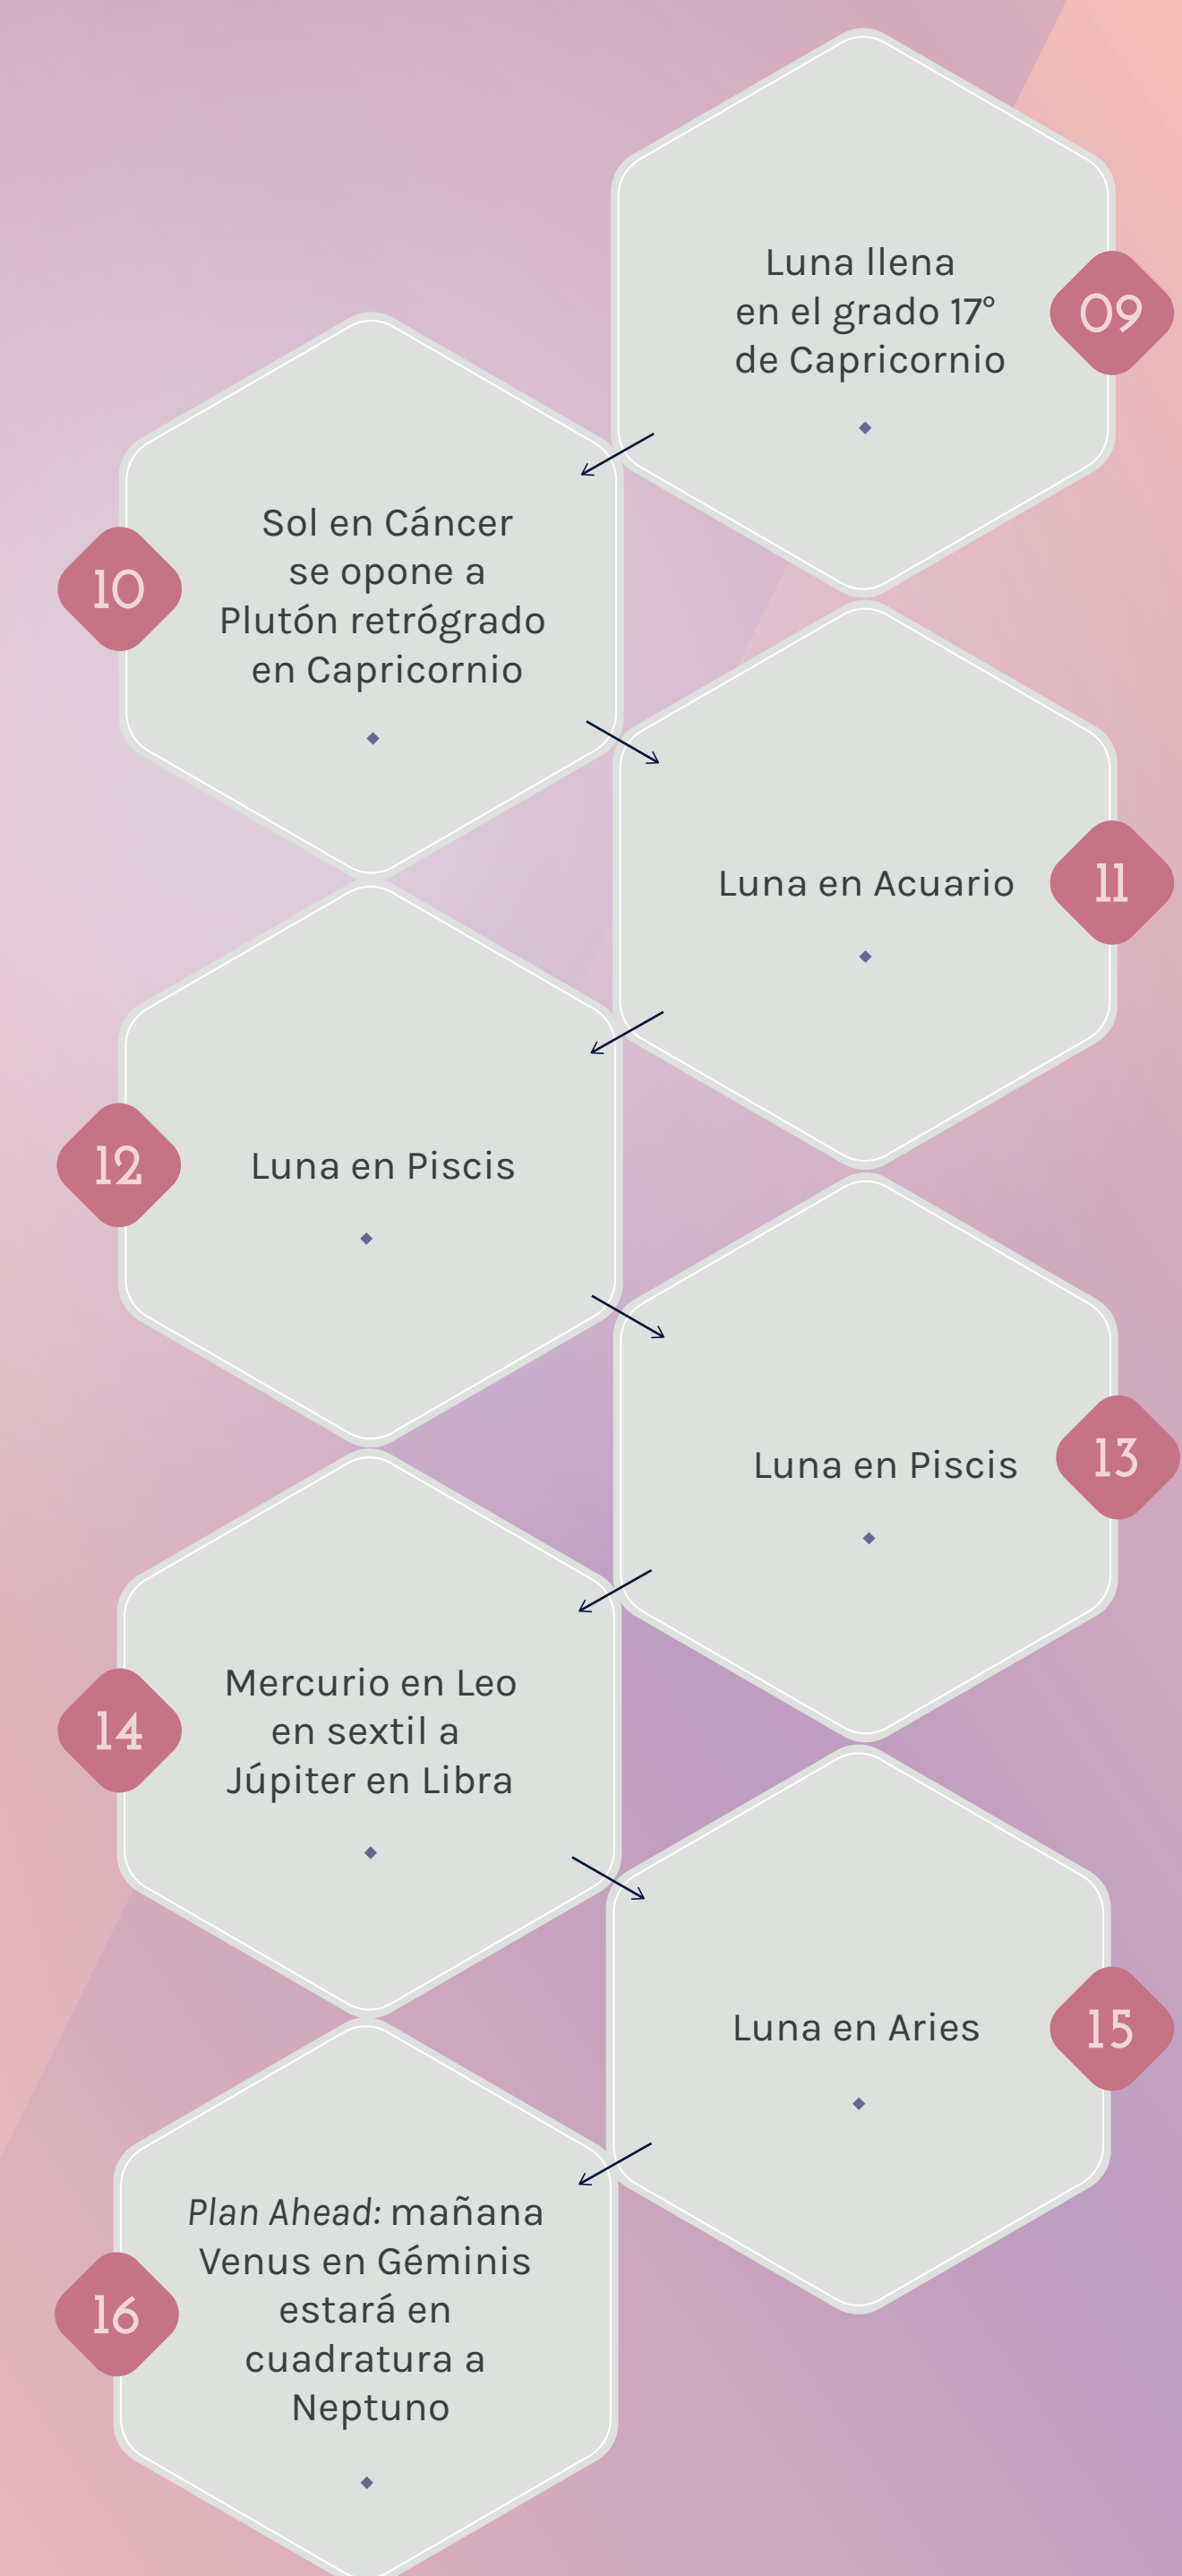 Luna llena
en el grado 17°
de Capricornio
09
Sol en Cáncer
se opone a
Plutón retrógrado
en Capricornio
10
Luna en Acuario
11
Luna en Piscis
12
Luna en Piscis
13
Mercurio en Leo
en sextil a
Júpiter en Libra
14
Luna en Aries
15
Plan Ahead: mañana
Venus en Géminis
estará en
cuadratura a
Neptuno
16